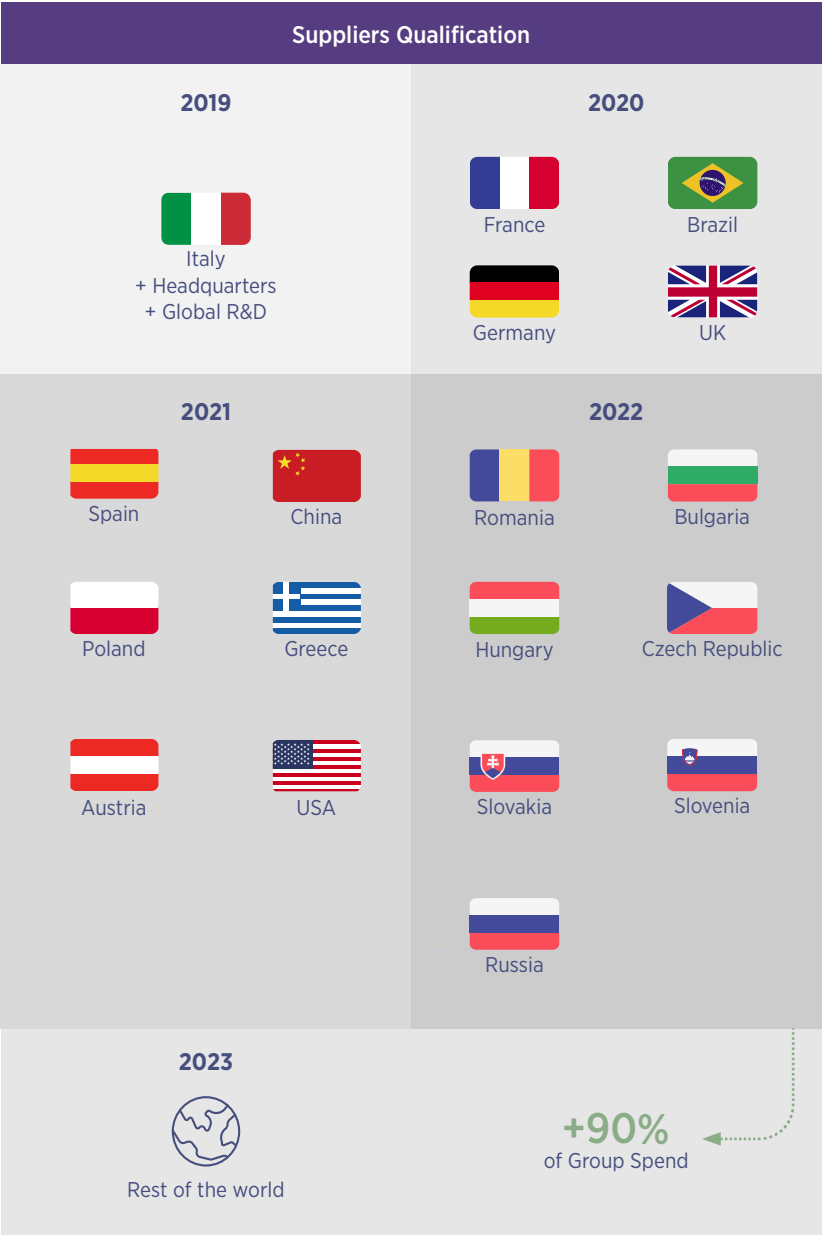 Suppliers Qualification
2019
Italy
+ Headquarters
+ Global R&D
2020
France
Brazil
Germany
UK
2021
Spain
China
Poland
Greece
Austria
USA
2022
Romania
Bulgaria
Hungary
Czech Republic
Slovakia
Slovenia
Russia
2023
Rest of the world
+90%
of Group Spend